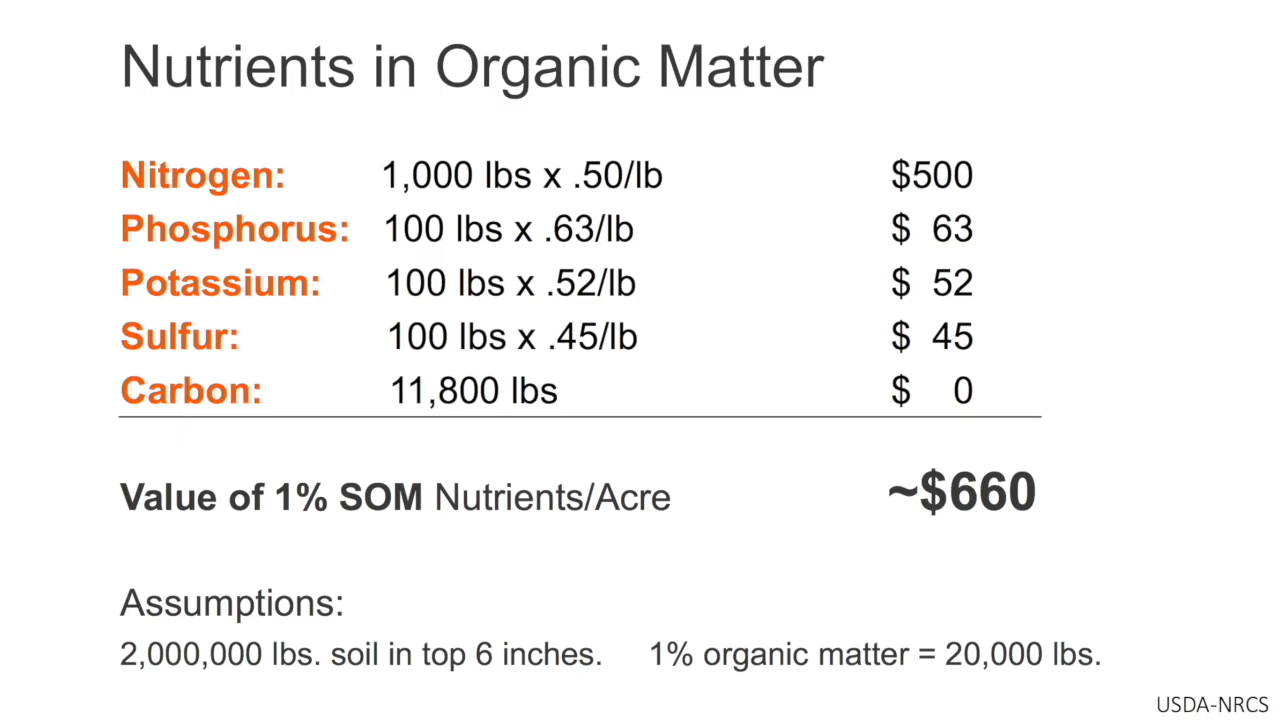 Nutrients in Organic Matter
Nitrogen: 1,000 lbs x .50/lb $500
Phosphorus: 100 lbs x .63/lb $ 63
Potassium: 100 lbs x .52/lb $ 52
Sulfur: 100 lbs x .45/lb $ 45
Carbon: 11,800 lbs $ 0
Value of 1% SOM Nutrients/Acre ~$660
Assumptions:
2,000,000 lbs. soil in top 6 inches. 1% organic matter = 20,000 lbs.
USDA-NRCS